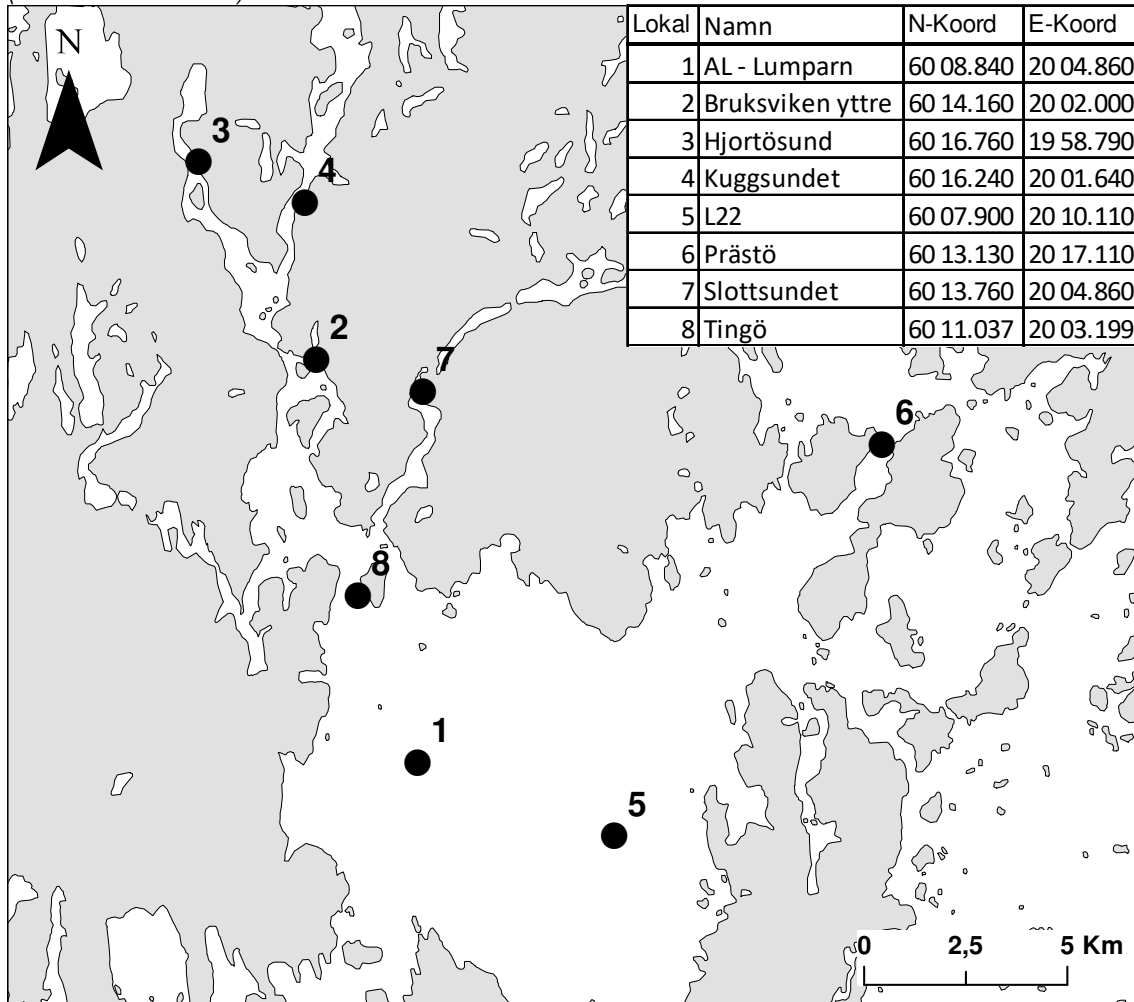 Lokal Namn N-Koord E-Koord
1 AL - Lumparn 60 08.840 20 04.860
2 Bruksviken yttre 60 14.160 20 02.000
3 Hjortösund 60 16.760 19 58.790
4 Kuggsundet 60 16.240 20 01.640
5 L22 60 07.900 20 10.110
6 Prästö 60 13.130 20 17.110
7 Slottsundet 60 13.760 20 04.860
8 Tingö 60 11.037 20 03.199
N
3
4
2
7
6
8
1
5
0 2,5 5 Km